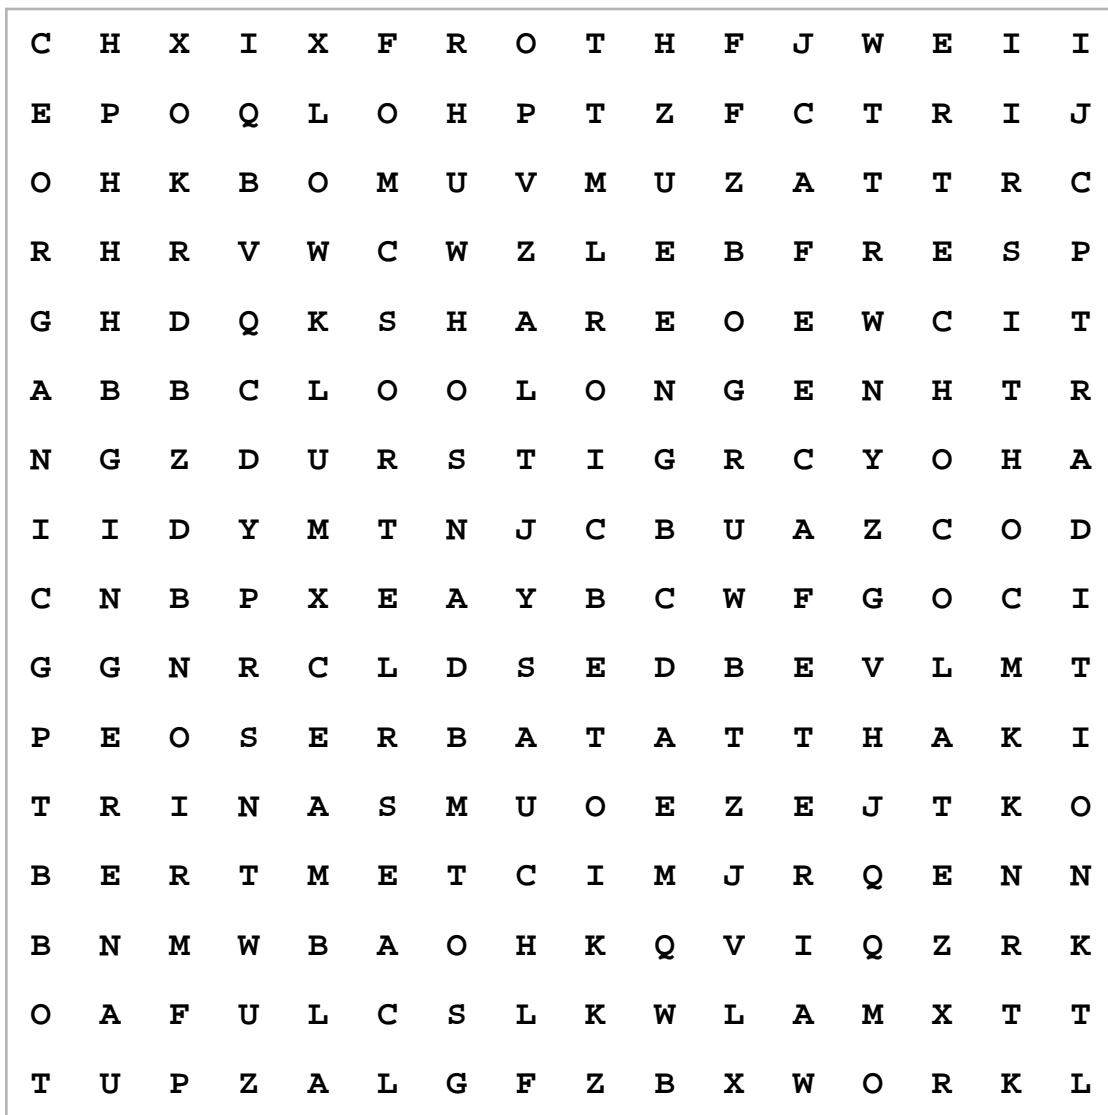 C H X I X F R O T H F J W E I I
E P O Q L O H P T Z F C T R I J
O H K B O M U V M U Z A T T R C
R H R V W C W Z L E B F R E S P
G H D Q K S H A R E O E W C I T
A B B C L O O L O N G E N H T R
N G Z D U R S T I G R C Y O H A
I I D Y M T N J C B U A Z C O D
C N B P X E A Y B C W F G O C I
G G N R C L D S E D B E V L M T
P E O S E R B A T A T T H A K I
T R I N A S M U O E Z E J T K O
B E R T M E T C I M J R Q E N N
B N M W B A O H K Q V I Q Z R K
O A F U L C S L K W L A M X T T
T U P Z A L G F Z B X W O R K L